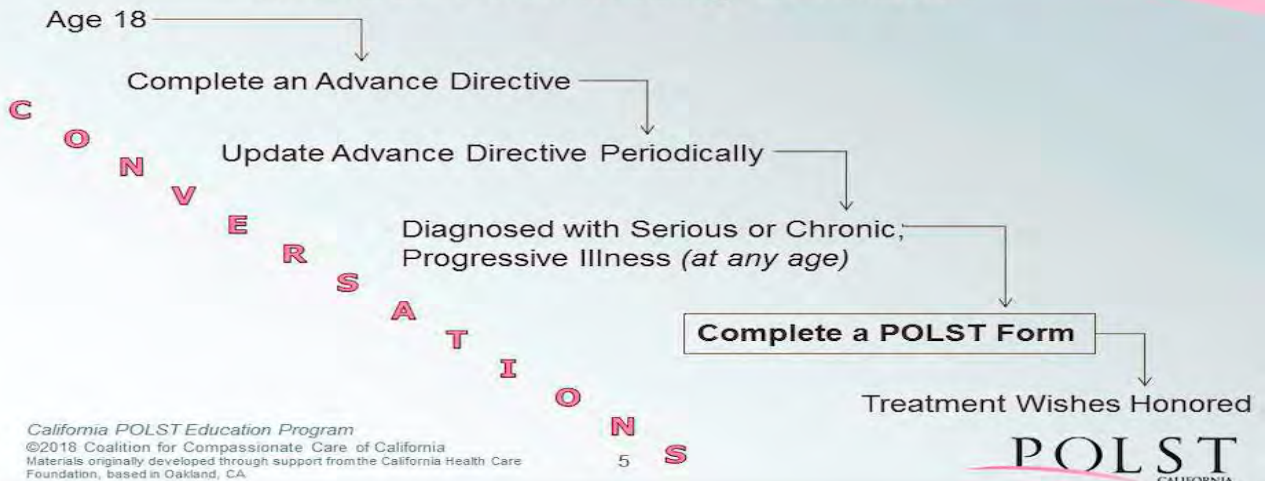 Age 18
Complete an Advance Directive
Update Advance Directive Periodically
Diagnosed with Serious or Chronic,
Progressive Illness (at any age)
Complete a POLST Form
Treatment Wishes Honored
CONVERSATIONS
California POLST Education Program
©2018 Coalition for Compassionate Care of California
Materials originally developed through support from the California Health Care
Foundation, based in Oakland, CA
5
POLST
CALIFORNIA